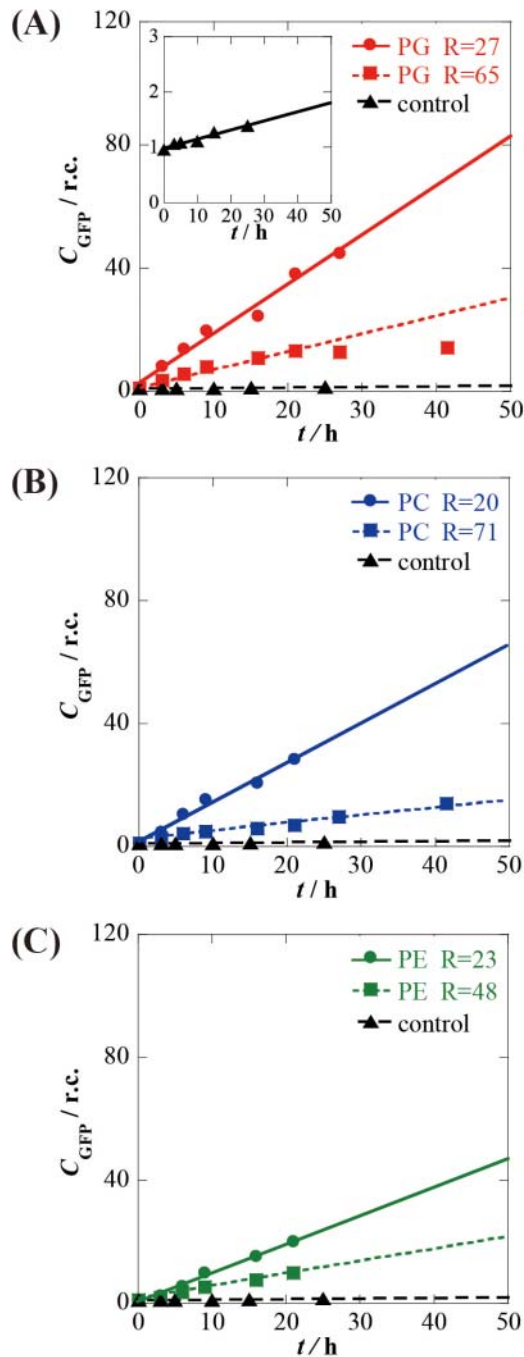 (A)
120
80
40
0
C_GFP / r.c.
3
2
1
0
0 10 20 30 40 50
t / h
PG R=27
PG R=65
control
0 10 20 30 40 50
t / h
(B)
120
80
40
0
C_GFP / r.c.
PC R=20
PC R=71
control
0 10 20 30 40 50
t / h
(C)
120
80
40
0
C_GFP / r.c.
PE R=23
PE R=48
control
0 10 20 30 40 50
t / h